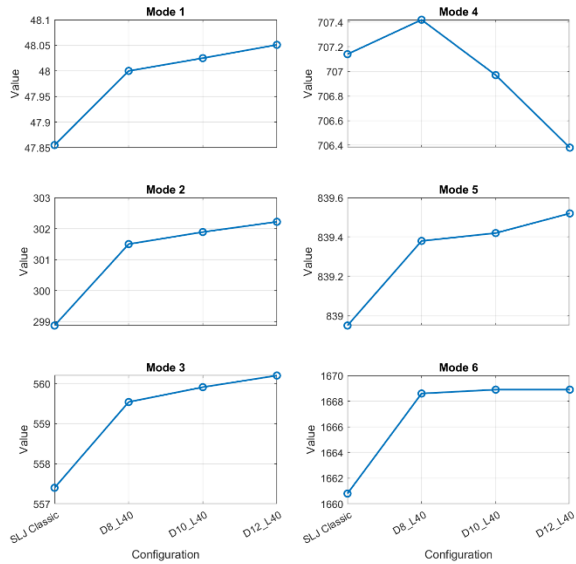 Mode 1
48.1
48.05
48
47.95
47.9
47.85
Value
Mode 4
707.4
707.2
707
706.8
706.6
706.4
Value
Mode 2
303
302
301
300
299
Value
Mode 5
839.6
839.4
839.2
839
Value
Mode 3
560
559
558
557
Value
SLJ Classic
D8_L40
D10_L40
D12_L40
Configuration
Mode 6
1670
1668
1666
1664
1662
1660
Value
SLJ Classic
D8_L40
D10_L40
D12_L40
Configuration